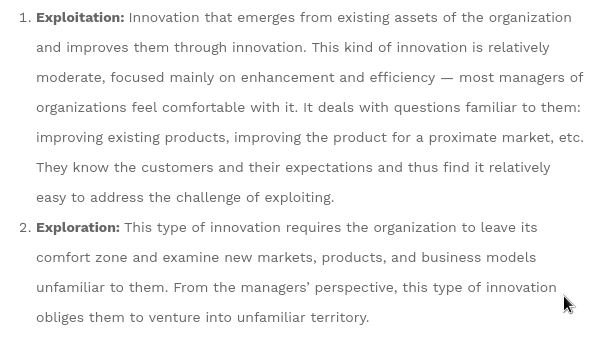 1. Exploitation: Innovation that emerges from existing assets of the organization
and improves them through innovation. This kind of innovation is relatively
moderate, focused mainly on enhancement and efficiency — most managers of
organizations feel comfortable with it. It deals with questions familiar to them:
improving existing products, improving the product for a proximate market, etc.
They know the customers and their expectations and thus find it relatively
easy to address the challenge of exploiting.
2. Exploration: This type of innovation requires the organization to leave its
comfort zone and examine new markets, products, and business models
unfamiliar to them. From the managers’ perspective, this type of innovation
obliges them to venture into unfamiliar territory.